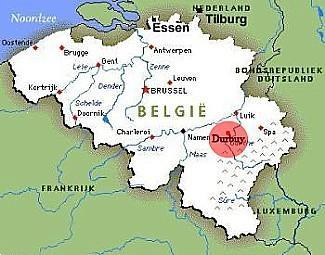 Noordzee
NEDERLAND
Tilburg
Essen
Oostende
Brugge
Antwerpen
BONDSREPUBLIEK
DUITSLAND
Gent
Leie
Zenne
Leuven
Kortrijk
Dender
BRUSSEL
Schelde
BELGIË
Doornik
Luik
Charleroi
Namen
Durbuy
Spa
Ourthe
Sambre
Maas
FRANKRIJK
LUXEMBURG